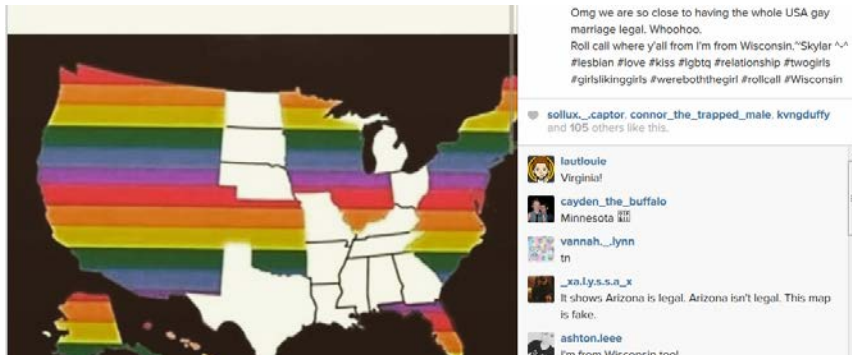 Omg we are so close to having the whole USA gay
marriage legal. Whoohoo.
Roll call where y'all from I'm from Wisconsin.~Skylar ^-^
#lesbian #love #kiss #lgbtq #relationship #twogirls
#girlslikinggirls #wereboththegirl #rollcall #Wisconsin
sollux._.captor, connor_the_trapped_male, kvngduffy
and 105 others like this.
lautlouie
Virginia!
cayden_the_buffalo
Minnesota
vannah._.lynn
tn
_xa.l.y.s.s.a_x
It shows Arizona is legal. Arizona isn't legal. This map
is fake.
ashton.leee
I'm from Wisconsin too!